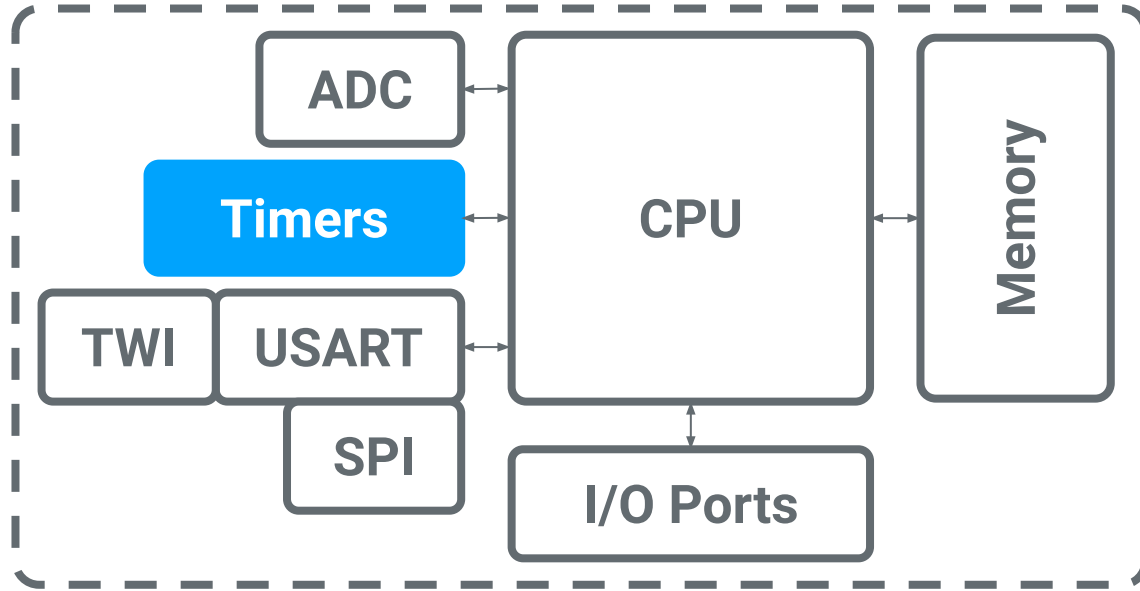 ADC
Timers
CPU
Memory
TWI
USART
SPI
I/O Ports